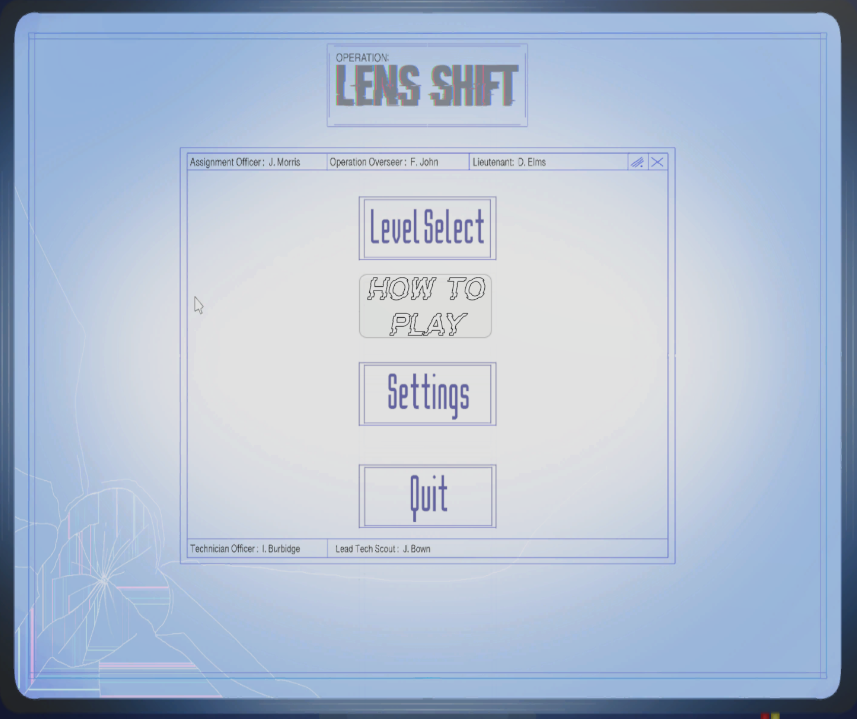 OPERATION:
LENS SHIFT
Assignment Officer : J. Morris
Operation Overseer : F. John
Lieutenant: D. Elms
Level Select
HOW TO
PLAY
Settings
Quit
Technician Officer : I. Burbidge
Lead Tech Scout : J. Bown